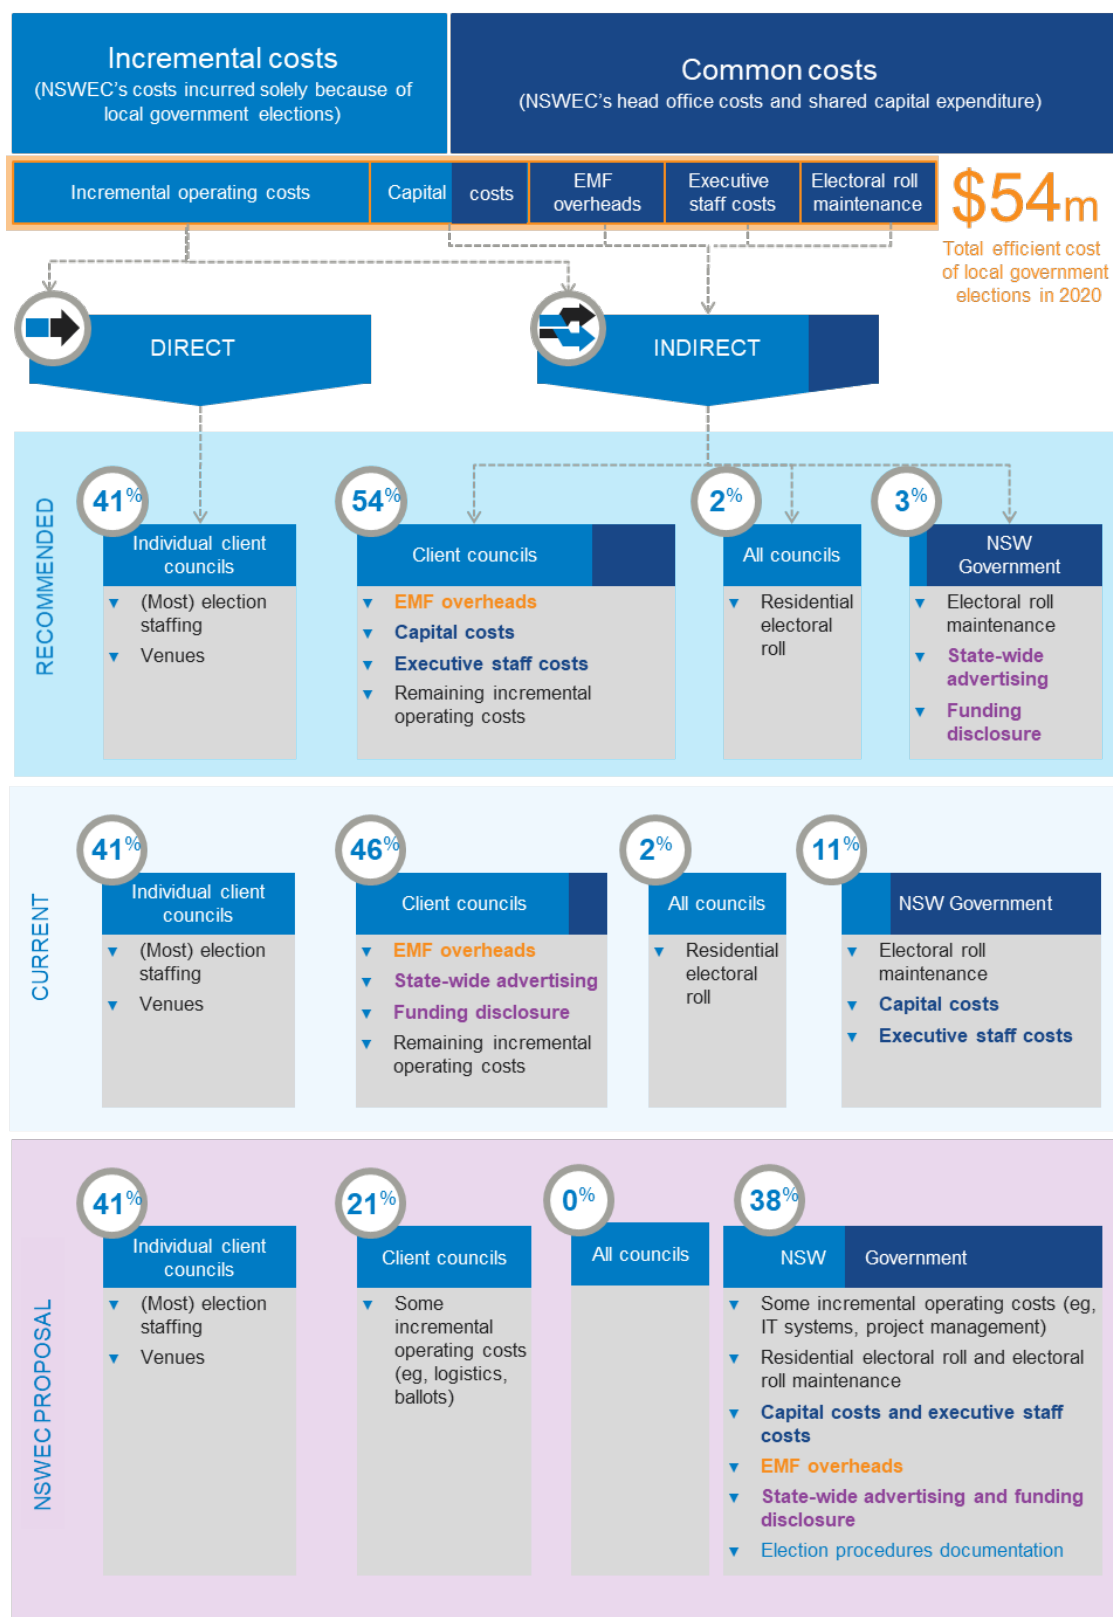 Incremental costs
(NSWEC's costs incurred solely because of
local government elections)
Common costs
(NSWEC's head office costs and shared capital expenditure)
Incremental operating costs
Capital costs
EMF
overheads
Executive
staff costs
Electoral roll
maintenance
$54m
Total efficient cost
of local government
elections in 2020
DIRECT
INDIRECT
RECOMMENDED
41%
Individual client
councils
▼ (Most) election
staffing
▼ Venues
54%
Client councils
▼ EMF overheads
▼ Capital costs
▼ Executive staff costs
▼ Remaining incremental
operating costs
2%
All councils
▼ Residential
electoral
roll
3%
NSW
Government
▼ Electoral roll
maintenance
▼ State-wide
advertising
▼ Funding
disclosure
CURRENT
41%
Individual client
councils
▼ (Most) election
staffing
▼ Venues
46%
Client councils
▼ EMF overheads
▼ State-wide advertising
▼ Funding disclosure
▼ Remaining incremental
operating costs
2%
All councils
▼ Residential
electoral
roll
11%
NSW Government
▼ Electoral roll
maintenance
▼ Capital costs
▼ Executive staff costs
NSWEC PROPOSAL
41%
Individual client
councils
▼ (Most) election
staffing
▼ Venues
21%
Client councils
▼ Some
incremental
operating costs
(eg, logistics,
ballots)
0%
All councils
38%
NSW Government
▼ Some incremental operating costs (eg,
IT systems, project management)
▼ Residential electoral roll and electoral
roll maintenance
▼ Capital costs and executive staff
costs
▼ EMF overheads
▼ State-wide advertising and funding
disclosure
▼ Election procedures documentation